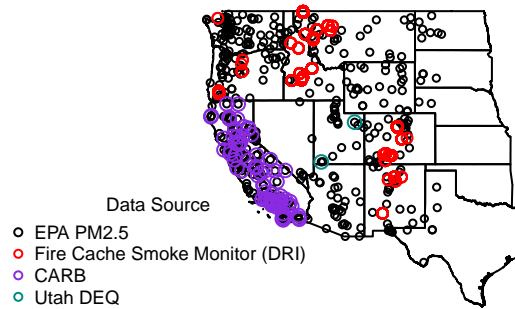 Data Source
EPA PM2.5
Fire Cache Smoke Monitor (DRI)
CARB
Utah DEQ